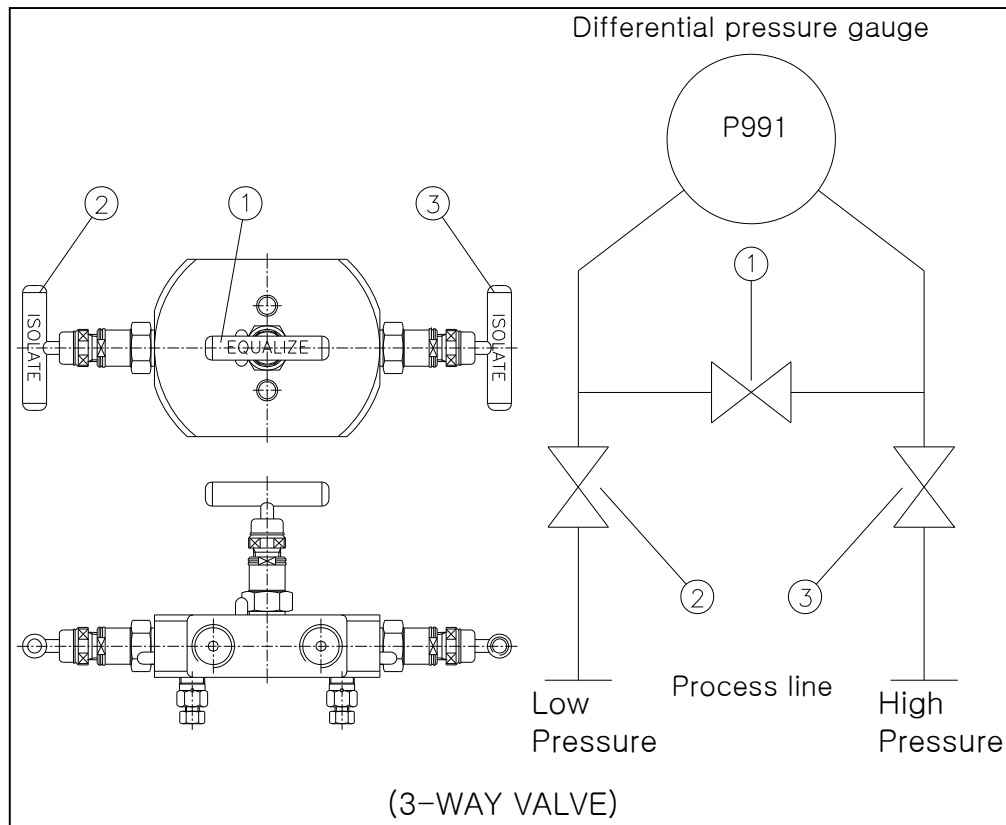 Differential pressure gauge
P991
2
1
3
1
ISOLATE
EQUALIZE
ISOLATE
2
3
Process line
Low
Pressure
High
Pressure
(3-WAY VALVE)